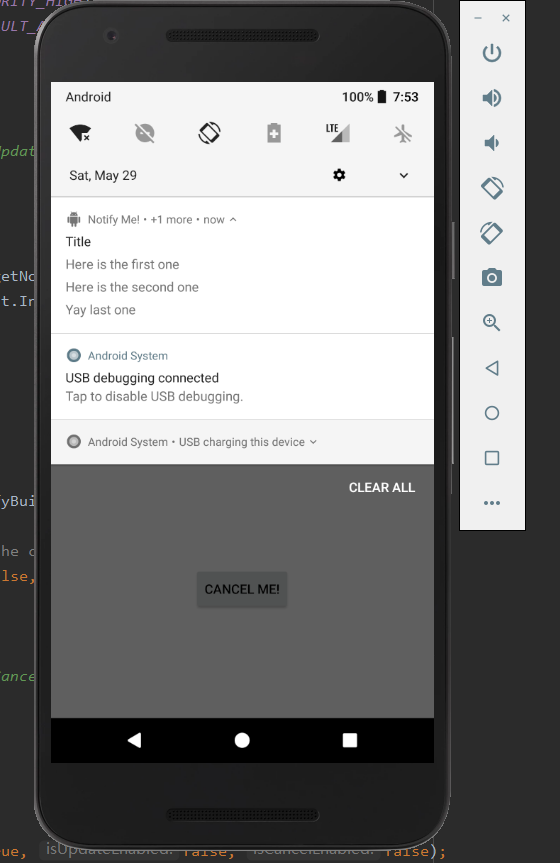 ORITY_HIGH
ULT_A
Updat
etNo
t.In
yBui
he c
lse,
Cance
Android
100% 7:53
LTE
Sat, May 29
Notify Me! • +1 more • now
Title
Here is the first one
Here is the second one
Yay last one
Android System
USB debugging connected
Tap to disable USB debugging.
Android System • USB charging this device
CLEAR ALL
CANCEL ME!
ue, isUpdateEnabled: false, isCancelEnabled: false);